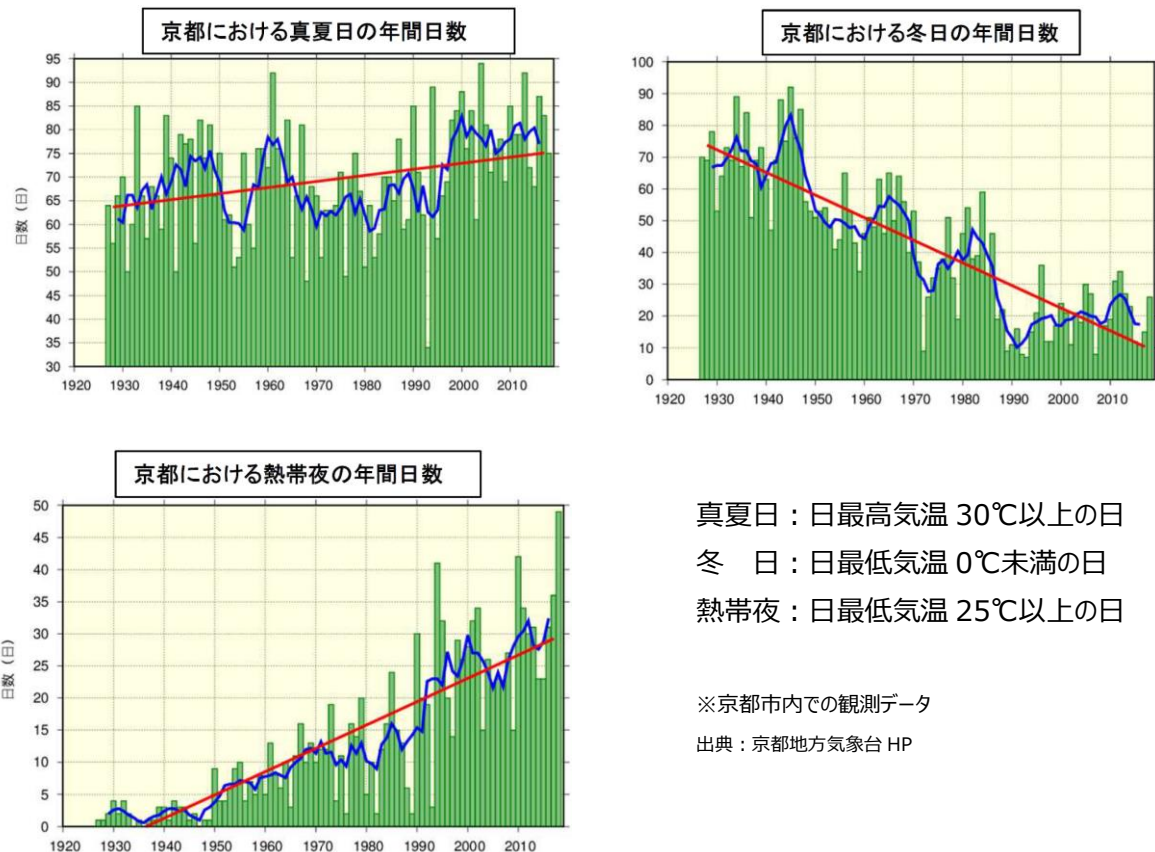 京都における真夏日の年間日数
95
90
85
80
75
70
65
60
55
50
45
40
35
30
日数（日）
1920 1930 1940 1950 1960 1970 1980 1990 2000 2010
京都における冬日の年間日数
100
90
80
70
60
50
40
30
20
10
0
1920 1930 1940 1950 1960 1970 1980 1990 2000 2010
京都における熱帯夜の年間日数
50
45
40
35
30
25
20
15
10
5
0
日数（日）
1920 1930 1940 1950 1960 1970 1980 1990 2000 2010
真夏日：日最高気温 30℃以上の日
冬　日：日最低気温 0℃未満の日
熱帯夜：日最低気温 25℃以上の日
※京都市内での観測データ
出典：京都地方気象台 HP